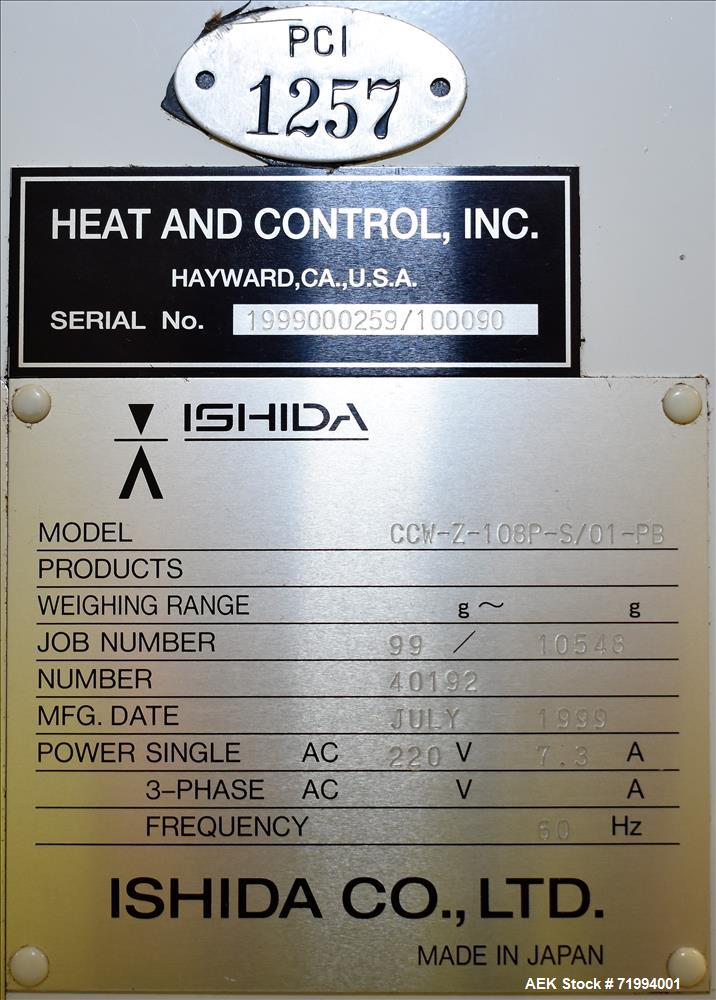 PCI
1257
HEAT AND CONTROL, INC.
HAYWARD,CA.,U.S.A.
SERIAL No. 1999000259/100090
ISHIDA
MODEL CCW-Z-108P-S/01-PB
PRODUCTS
WEIGHING RANGE g~ g
JOB NUMBER 99 / 10548
NUMBER 40192
MFG. DATE JULY 1999
POWER SINGLE AC 220 V 7.3 A
3-PHASE AC V A
FREQUENCY 60 Hz
ISHIDA CO., LTD.
MADE IN JAPAN
AEK Stock # 71994001